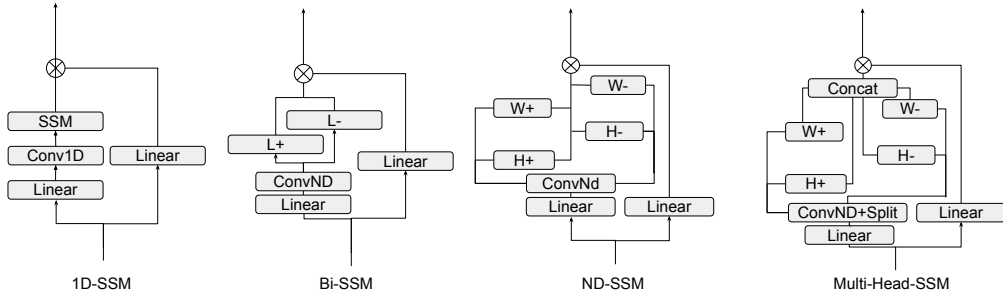 SSM
Conv1D
Linear
Linear
1D-SSM
L-
L+
ConvND
Linear
Linear
Bi-SSM
W-
W+
H-
H+
ConvNd
Linear
Linear
ND-SSM
Concat
W-
W+
H-
H+
ConvND+Split
Linear
Linear
Multi-Head-SSM